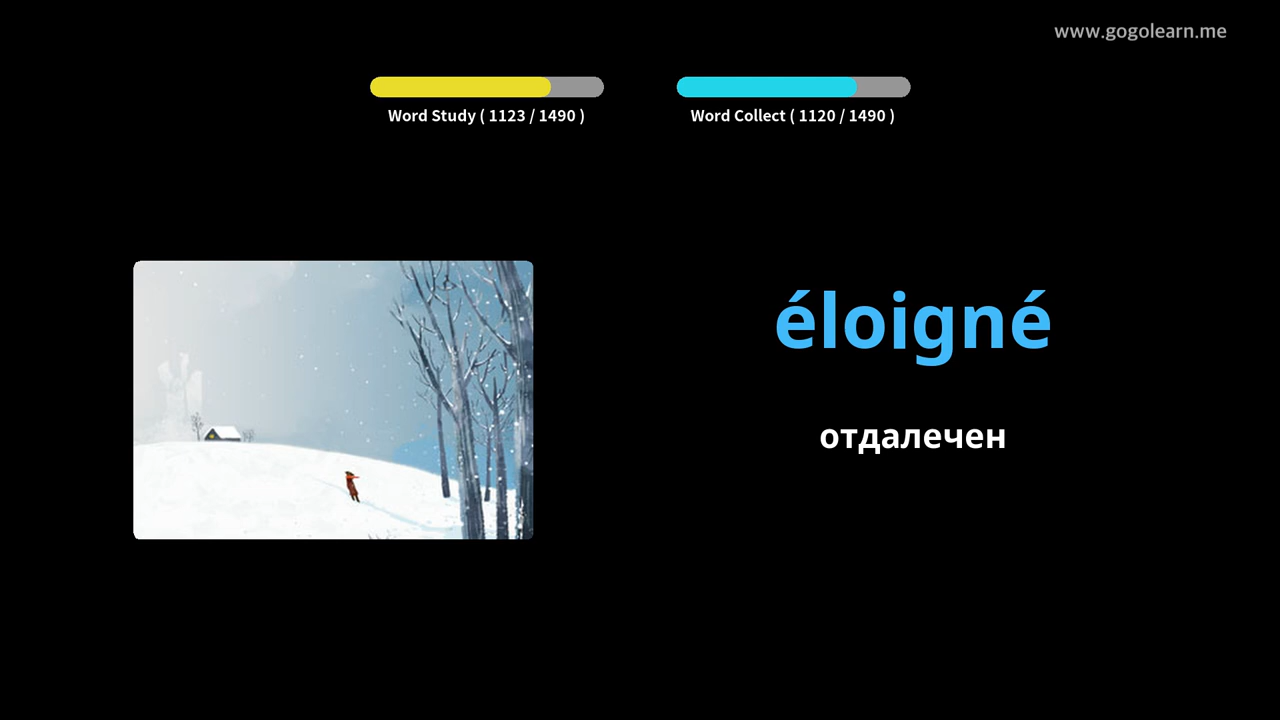 www.gogolearn.me
Word Study ( 1123 / 1490 )
Word Collect ( 1120 / 1490 )
éloigné
отдалечен